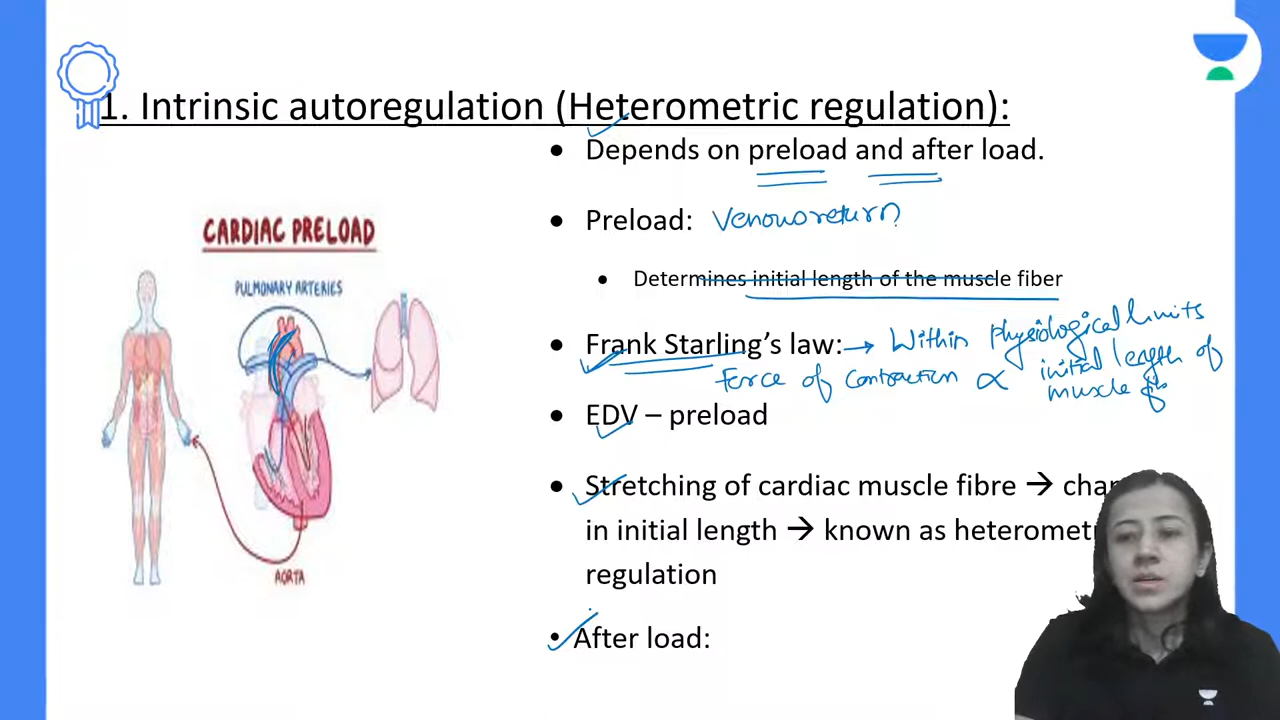 1. Intrinsic autoregulation (Heterometric regulation):
• Depends on preload and after load.
CARDIAC PRELOAD
PULMONARY ARTERIES
AORTA
• Preload: Venous return
• Determines initial length of the muscle fiber
• Frank Starling's law: → Within physiological limits
Force of contraction ∝ initial length of
muscle fb
• EDV – preload
• Stretching of cardiac muscle fibre →
in initial length → known as
regulation
• After load: